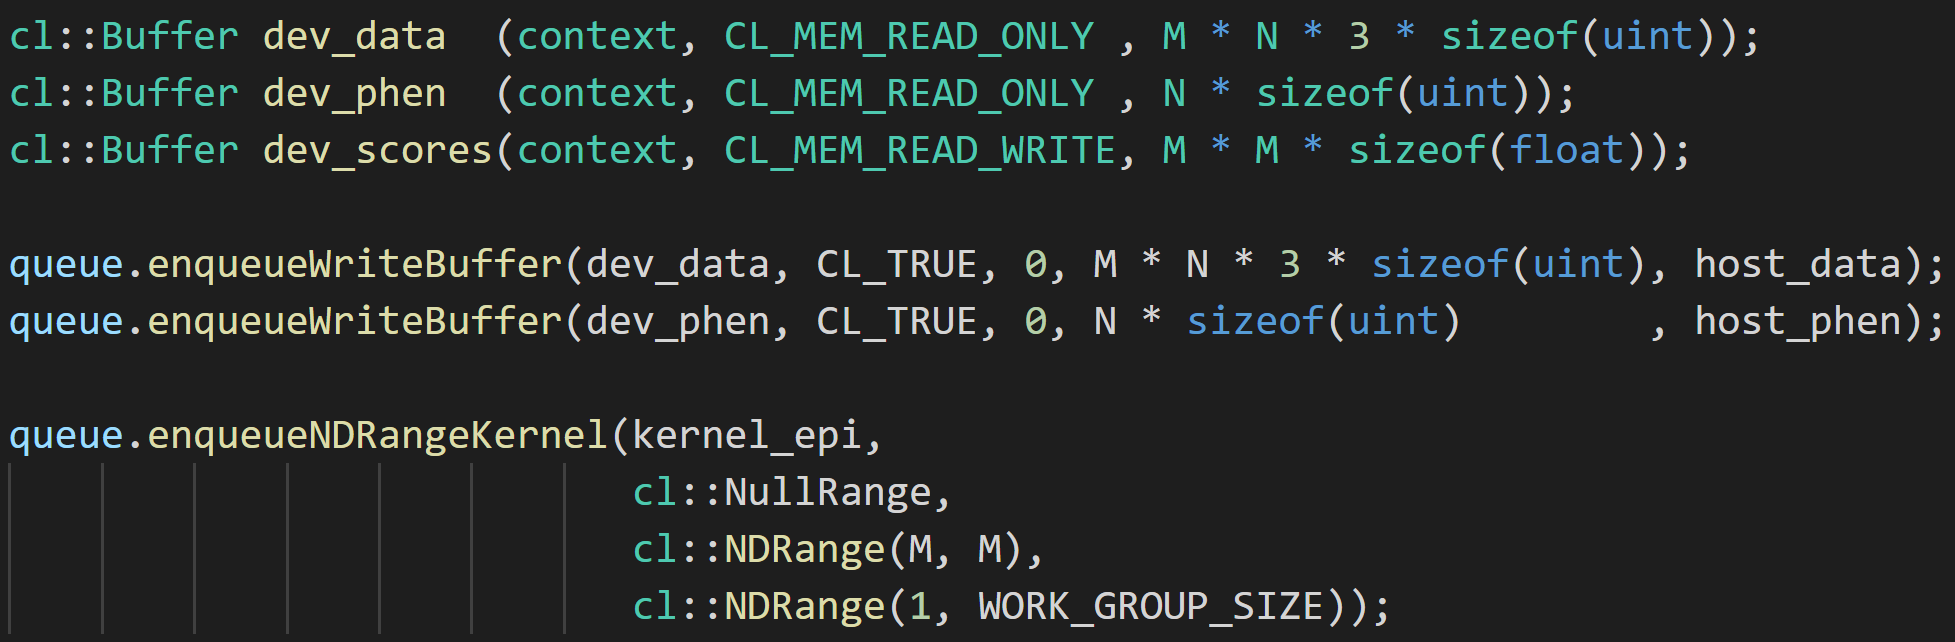 cl::Buffer dev_data  (context, CL_MEM_READ_ONLY , M * N * 3 * sizeof(uint));
cl::Buffer dev_phen  (context, CL_MEM_READ_ONLY , N * sizeof(uint));
cl::Buffer dev_scores(context, CL_MEM_READ_WRITE, M * M * sizeof(float));

queue.enqueueWriteBuffer(dev_data, CL_TRUE, 0, M * N * 3 * sizeof(uint), host_data);
queue.enqueueWriteBuffer(dev_phen, CL_TRUE, 0, N * sizeof(uint)        , host_phen);

queue.enqueueNDRangeKernel(kernel_epi,
                           cl::NullRange,
                           cl::NDRange(M, M),
                           cl::NDRange(1, WORK_GROUP_SIZE));